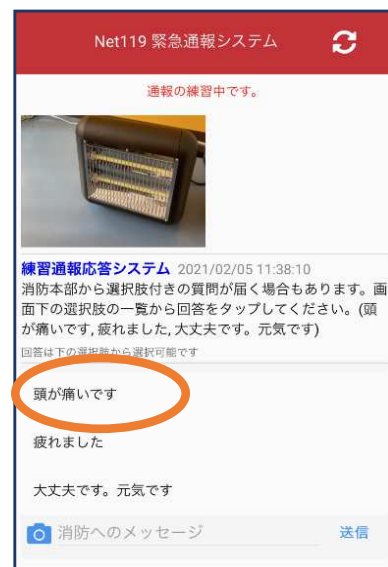 Net119 緊急通報システム
通報の練習中です。
練習通報応答システム 2021/02/05 11:38:10
消防本部から選択肢付きの質問が届く場合もあります。画
面下の選択肢の一覧から回答をタップしてください。(頭
が痛いです, 疲れました, 大丈夫です。元気です)
回答は下の選択肢から選択可能です
頭が痛いです
疲れました
大丈夫です。元気です
消防へのメッセージ 送信